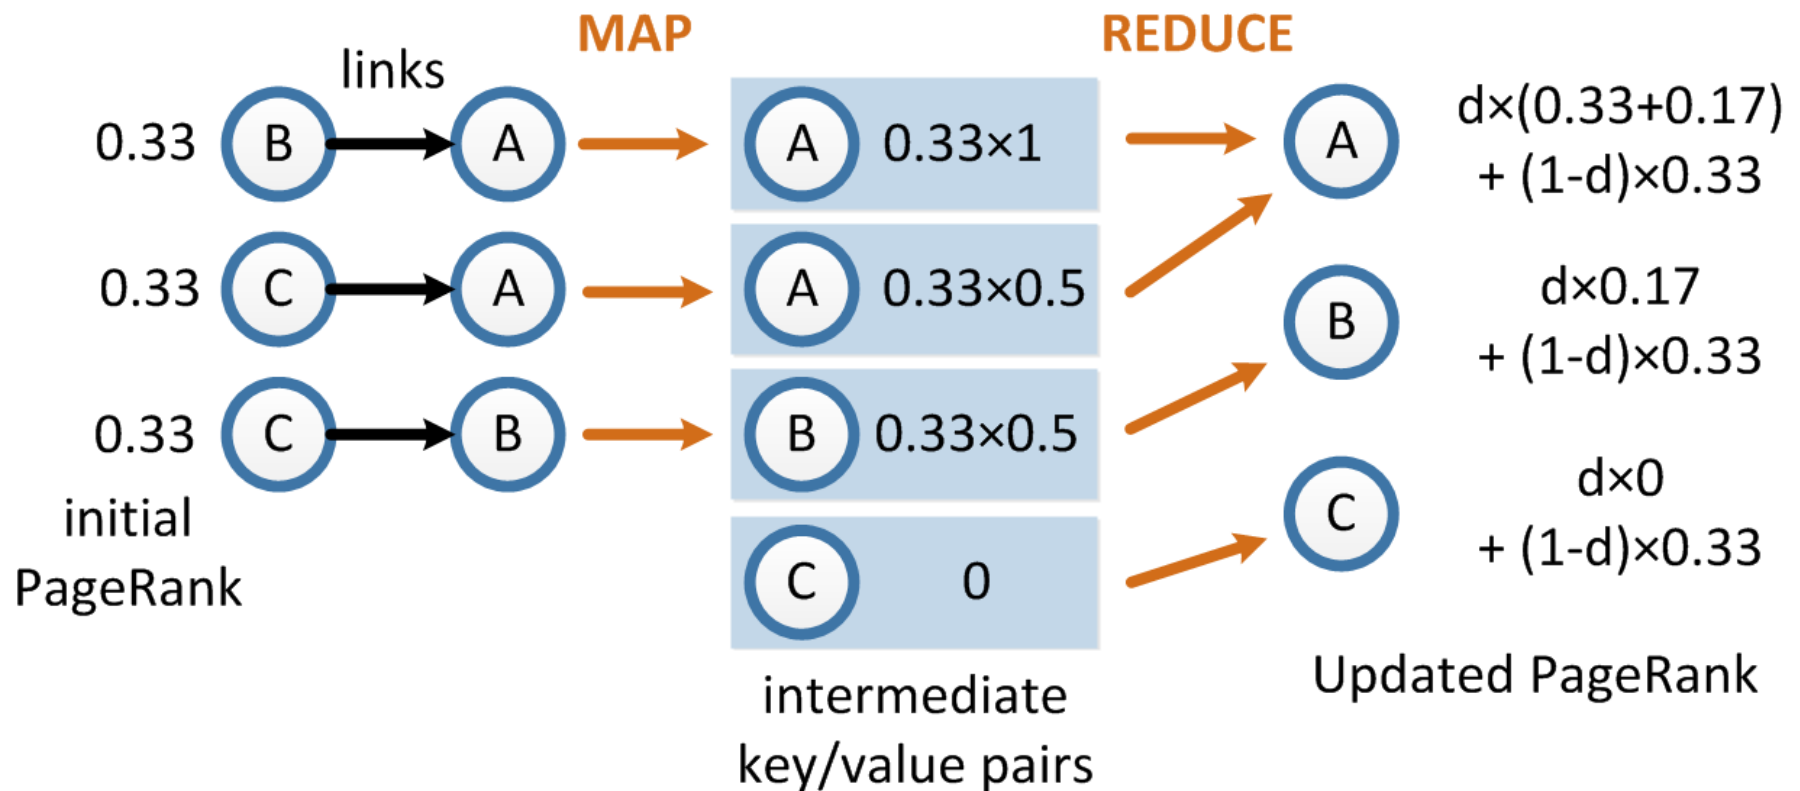 links
MAP
REDUCE
0.33 B A
A 0.33×1
A
d×(0.33+0.17)
+ (1-d)×0.33
0.33 C A
A 0.33×0.5
B
d×0.17
+ (1-d)×0.33
0.33 C B
B 0.33×0.5
C 0
C
d×0
+ (1-d)×0.33
initial
PageRank
intermediate
key/value pairs
Updated PageRank